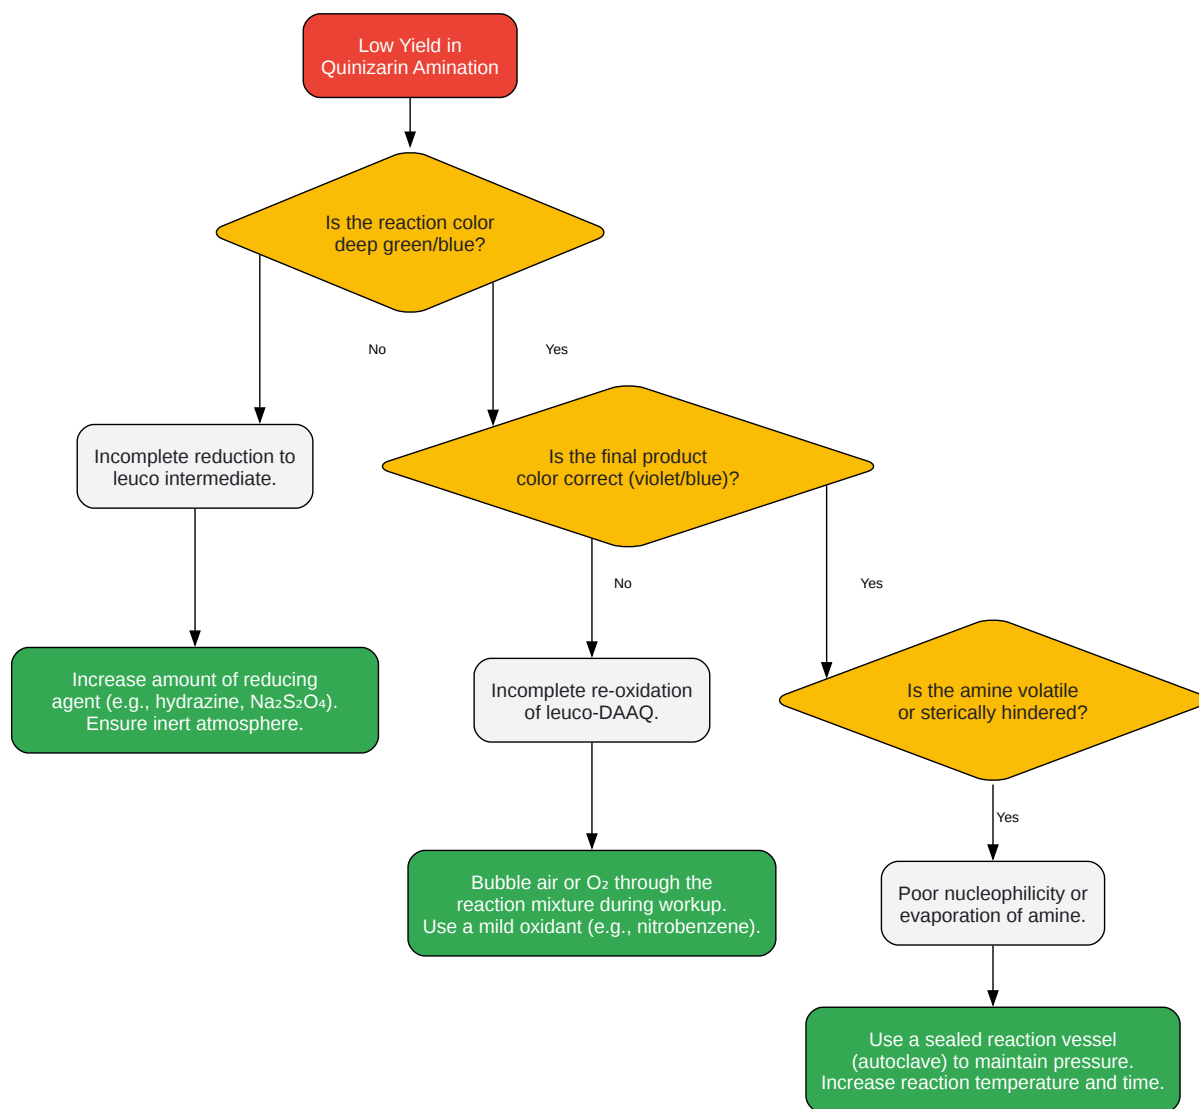 Low Yield in
Quinizarin Amination
Is the reaction color
deep green/blue?
No
Yes
Incomplete reduction to
leuco intermediate.
Is the final product
color correct (violet/blue)?
No
Yes
Increase amount of reducing
agent (e.g., hydrazine, Na₂S₂O₄).
Ensure inert atmosphere.
Incomplete re-oxidation
of leuco-DAAQ.
Is the amine volatile
or sterically hindered?
Yes
Bubble air or O₂ through the
reaction mixture during workup.
Use a mild oxidant (e.g., nitrobenzene).
Poor nucleophilicity or
evaporation of amine.
Use a sealed reaction vessel
(autoclave) to maintain pressure.
Increase reaction temperature and time.